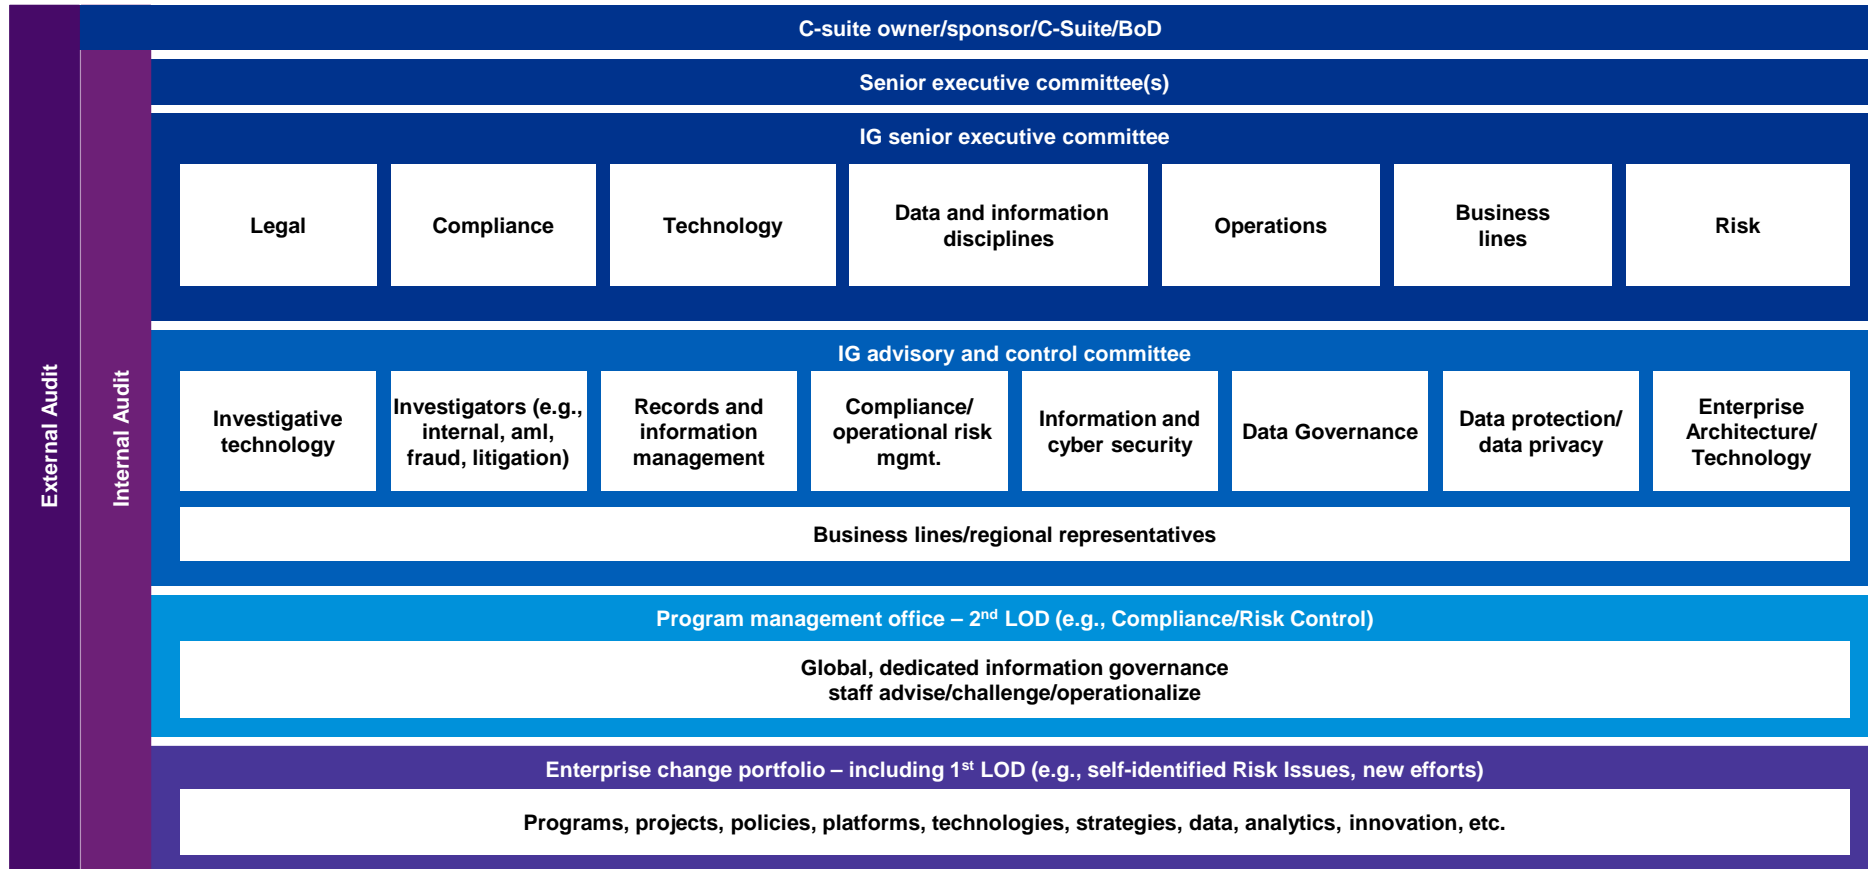 C-suite owner/sponsor/C-Suite/BoD
Senior executive committee(s)
IG senior executive committee
Legal
Compliance
Technology
Data and information
disciplines
Operations
Business
lines
Risk
External Audit
Internal Audit
IG advisory and control committee
Investigative
technology
Investigators (e.g.,
internal, aml,
fraud, litigation)
Records and
information
management
Compliance/
operational risk
mgmt.
Information and
cyber security
Data Governance
Data protection/
data privacy
Enterprise
Architecture/
Technology
Business lines/regional representatives
Program management office – 2nd LOD (e.g., Compliance/Risk Control)
Global, dedicated information governance
staff advise/challenge/operationalize
Enterprise change portfolio – including 1st LOD (e.g., self-identified Risk Issues, new efforts)
Programs, projects, policies, platforms, technologies, strategies, data, analytics, innovation, etc.